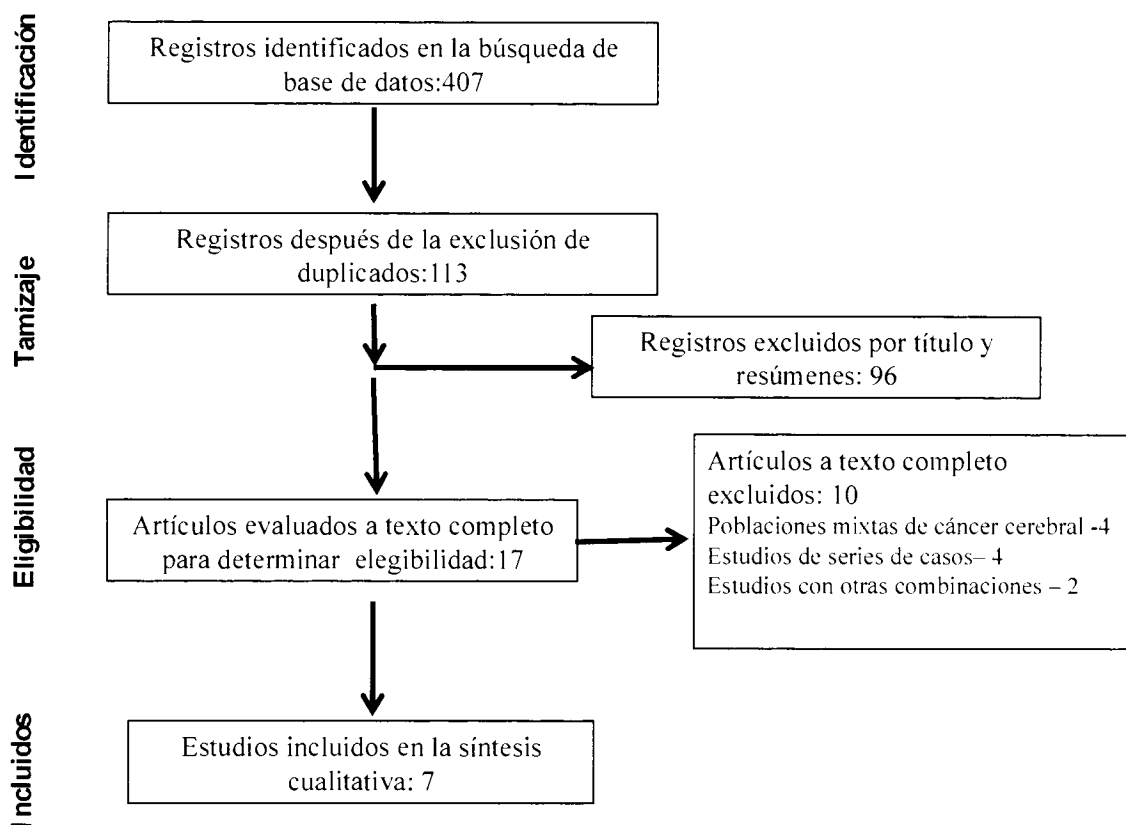 Identificación
Registros identificados en la búsqueda de
base de datos:407
Tamizaje
Registros después de la exclusión de
duplicados:113
Registros excluidos por título y
resúmenes: 96
Eligibilidad
Artículos evaluados a texto completo
para determinar elegibilidad:17
Artículos a texto completo
excluidos: 10
Poblaciones mixtas de cáncer cerebral -4
Estudios de series de casos– 4
Estudios con otras combinaciones – 2
Incluidos
Estudios incluidos en la síntesis
cualitativa: 7